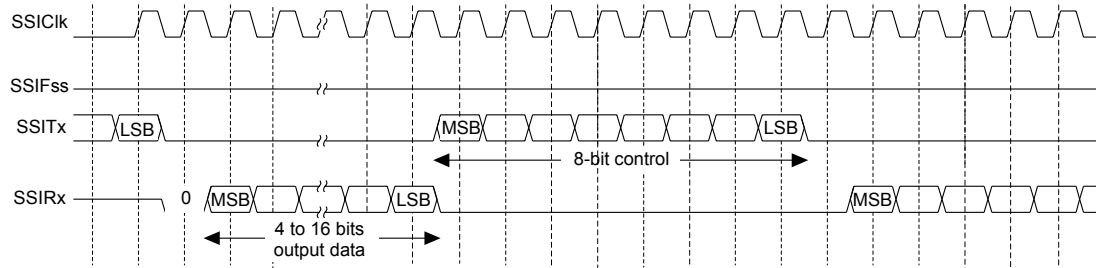 SSIClk
SSIFss
SSITx
LSB
MSB
LSB
8-bit control
SSIRx
0
MSB
LSB
MSB
4 to 16 bits
output data